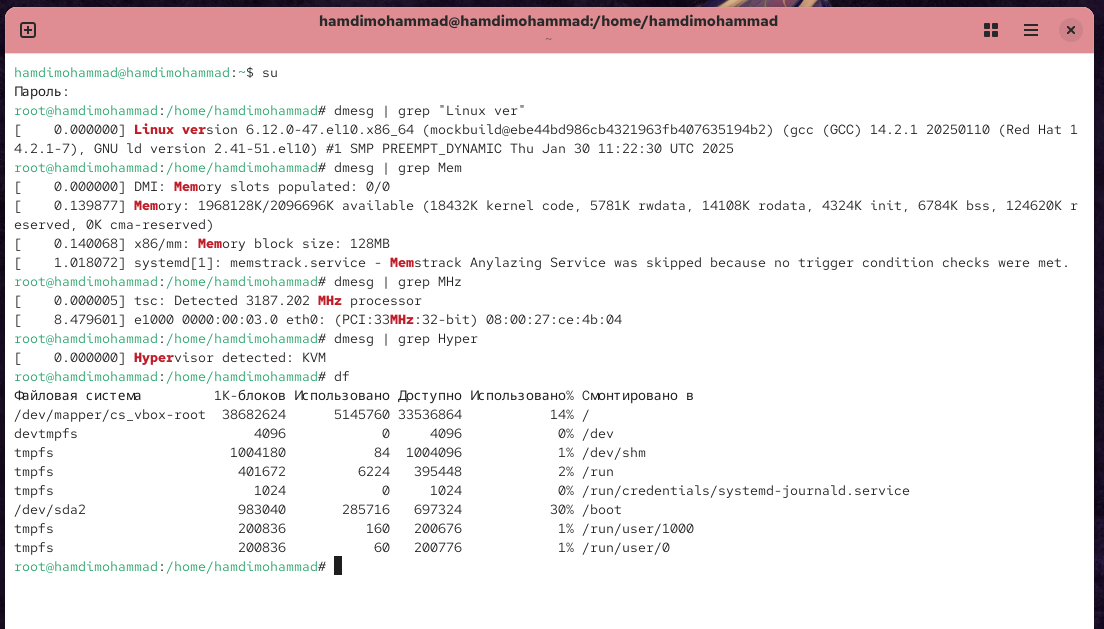 hamdimohammad@hamdimohammad:/home/hamdimohammad
~
hamdimohammad@hamdimohammad:~$ su
Пароль:
root@hamdimohammad:/home/hamdimohammad# dmesg | grep "Linux ver"
[    0.000000] Linux version 6.12.0-47.el10.x86_64 (mockbuild@ebe44bd986cb4321963fb407635194b2) (gcc (GCC) 14.2.1 20250110 (Red Hat 1
4.2.1-7), GNU ld version 2.41-51.el10) #1 SMP PREEMPT_DYNAMIC Thu Jan 30 11:22:30 UTC 2025
root@hamdimohammad:/home/hamdimohammad# dmesg | grep Mem
[    0.000000] DMI: Memory slots populated: 0/0
[    0.139877] Memory: 1968128K/2096696K available (18432K kernel code, 5781K rwdata, 14108K rodata, 4324K init, 6784K bss, 124620K r
eserved, 0K cma-reserved)
[    0.140068] x86/mm: Memory block size: 128MB
[    1.018072] systemd[1]: memstrack.service - Memstrack Anylazing Service was skipped because no trigger condition checks were met.
root@hamdimohammad:/home/hamdimohammad# dmesg | grep MHz
[    0.000005] tsc: Detected 3187.202 MHz processor
[    8.479601] e1000 0000:00:03.0 eth0: (PCI:33MHz:32-bit) 08:00:27:ce:4b:04
root@hamdimohammad:/home/hamdimohammad# dmesg | grep Hyper
[    0.000000] Hypervisor detected: KVM
root@hamdimohammad:/home/hamdimohammad# df
Файловая система         1K-блоков Использовано Доступно Использовано% Смонтировано в
/dev/mapper/cs_vbox-root  38682624      5145760 33536864           14% /
devtmpfs                      4096            0     4096            0% /dev
tmpfs                      1004180           84  1004096            1% /dev/shm
tmpfs                       401672         6224   395448            2% /run
tmpfs                         1024            0     1024            0% /run/credentials/systemd-journald.service
/dev/sda2                   983040       285716   697324           30% /boot
tmpfs                       200836          160   200676            1% /run/user/1000
tmpfs                       200836           60   200776            1% /run/user/0
root@hamdimohammad:/home/hamdimohammad#